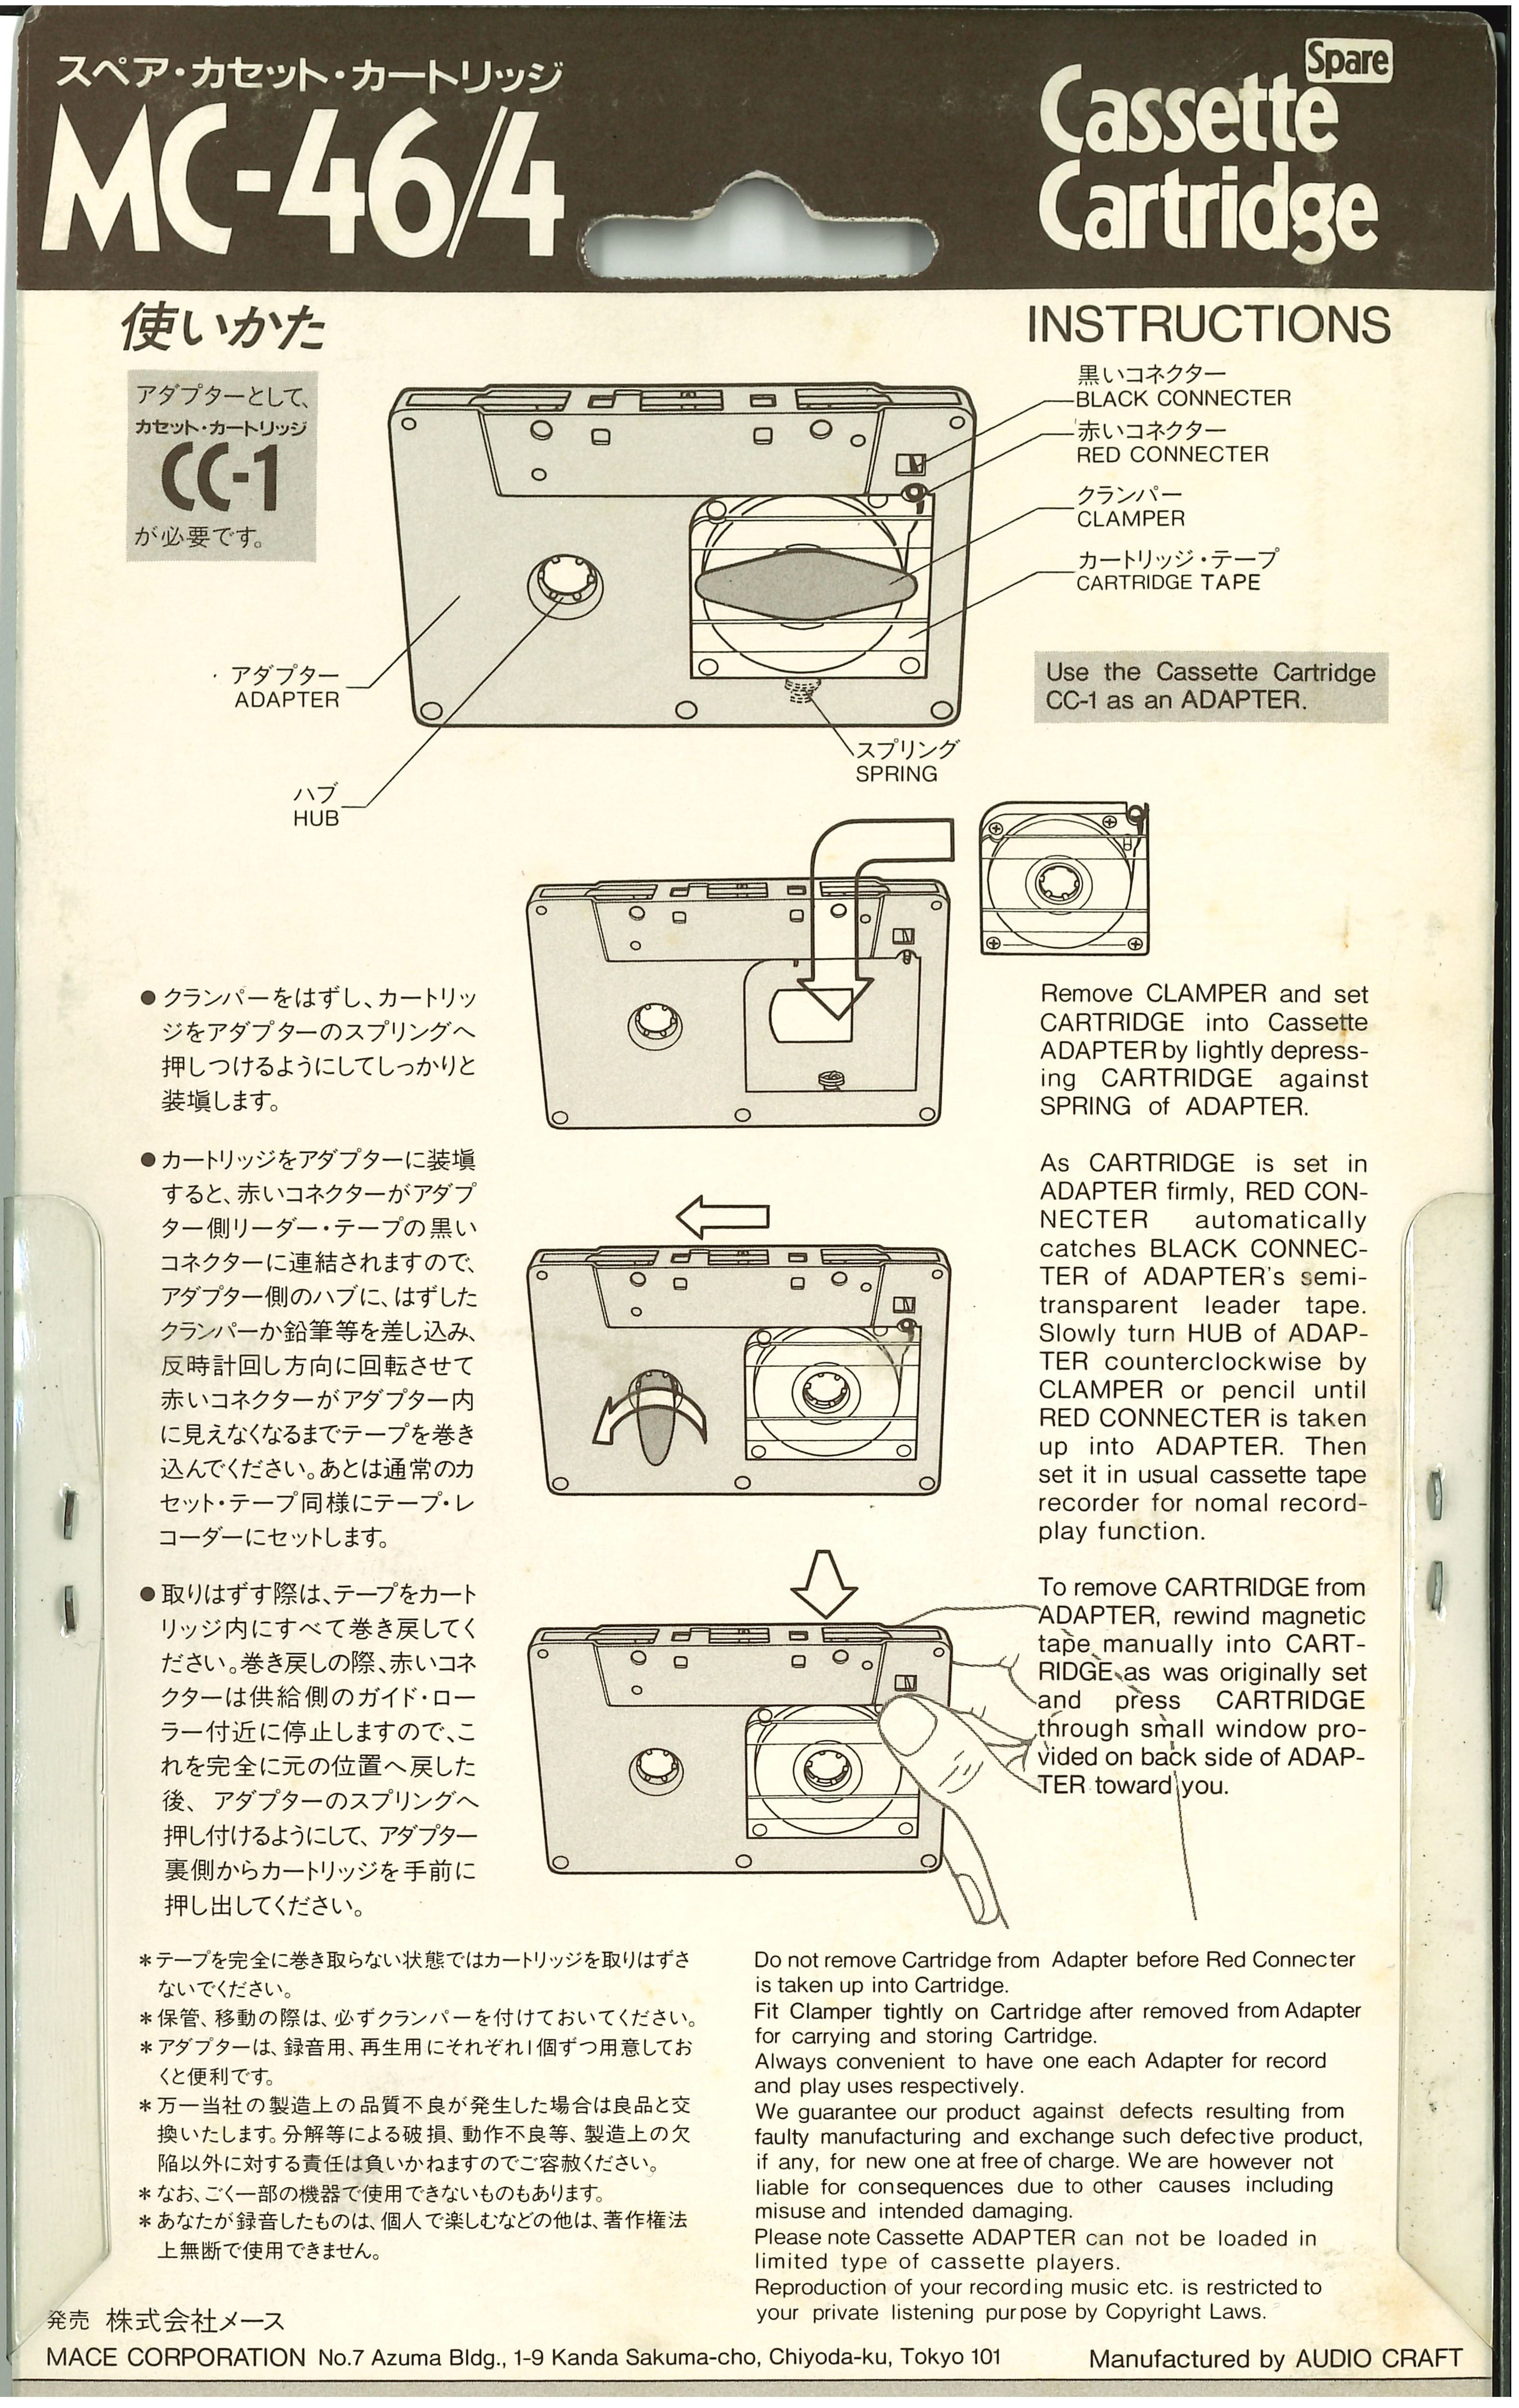 スペア・カセット・カートリッジ
MC-46/4
Spare
Cassette
Cartridge
使いかた
INSTRUCTIONS
アダプターとして、
カセット・カートリッジ
CC-1
が必要です。
黒いコネクター
BLACK CONNECTER
赤いコネクター
RED CONNECTER
クランパー
CLAMPER
カートリッジ・テープ
CARTRIDGE TAPE
アダプター
ADAPTER
Use the Cassette Cartridge
CC-1 as an ADAPTER.
スプリング
SPRING
ハブ
HUB
●クランパーをはずし、カートリッ
ジをアダプターのスプリングへ
押しつけるようにしてしっかりと
装塡します。
●カートリッジをアダプターに装塡
すると、赤いコネクターがアダプ
ター側リーダー・テープの黒い
コネクターに連結されますので、
アダプター側のハブに、はずした
クランパーか鉛筆等を差し込み、
反時計回し方向に回転させて
赤いコネクターがアダプター内
に見えなくなるまでテープを巻き
込んでください。あとは通常のカ
セット・テープ同様にテープ・レ
コーダーにセットします。
●取りはずす際は、テープをカート
リッジ内にすべて巻き戻してく
ださい。巻き戻しの際、赤いコネ
クターは供給側のガイド・ロー
ラー付近に停止しますので、こ
れを完全に元の位置へ戻した
後、アダプターのスプリングへ
押し付けるようにして、アダプター
裏側からカートリッジを手前に
押し出してください。
Remove CLAMPER and set
CARTRIDGE into Cassette
ADAPTER by lightly depress-
ing CARTRIDGE against
SPRING of ADAPTER.
As CARTRIDGE is set in
ADAPTER firmly, RED CON-
NECTER automatically
catches BLACK CONNEC-
TER of ADAPTER's semi-
transparent leader tape.
Slowly turn HUB of ADAP-
TER counterclockwise by
CLAMPER or pencil until
RED CONNECTER is taken
up into ADAPTER. Then
set it in usual cassette tape
recorder for nomal record-
play function.
To remove CARTRIDGE from
ADAPTER, rewind magnetic
tape manually into CART-
RIDGE as was originally set
and press CARTRIDGE
through small window pro-
vided on back side of ADAP-
TER toward you.
＊テープを完全に巻き取らない状態ではカートリッジを取りはずさ
ないでください。
＊保管、移動の際は、必ずクランパーを付けておいてください。
＊アダプターは、録音用、再生用にそれぞれ1個ずつ用意してお
くと便利です。
＊万一当社の製造上の品質不良が発生した場合は良品と交
換いたします。分解等による破損、動作不良等、製造上の欠
陥以外に対する責任は負いかねますのでご容赦ください。
＊なお、ごく一部の機器で使用できないものもあります。
＊あなたが録音したものは、個人で楽しむなどの他は、著作権法
上無断で使用できません。
Do not remove Cartridge from Adapter before Red Connecter
is taken up into Cartridge.
Fit Clamper tightly on Cartridge after removed from Adapter
for carrying and storing Cartridge.
Always convenient to have one each Adapter for record
and play uses respectively.
We guarantee our product against defects resulting from
faulty manufacturing and exchange such defective product,
if any, for new one at free of charge. We are however not
liable for consequences due to other causes including
misuse and intended damaging.
Please note Cassette ADAPTER can not be loaded in
limited type of cassette players.
Reproduction of your recording music etc. is restricted to
your private listening purpose by Copyright Laws.
発売 株式会社メース
MACE CORPORATION No.7 Azuma Bldg., 1-9 Kanda Sakuma-cho, Chiyoda-ku, Tokyo 101
Manufactured by AUDIO CRAFT